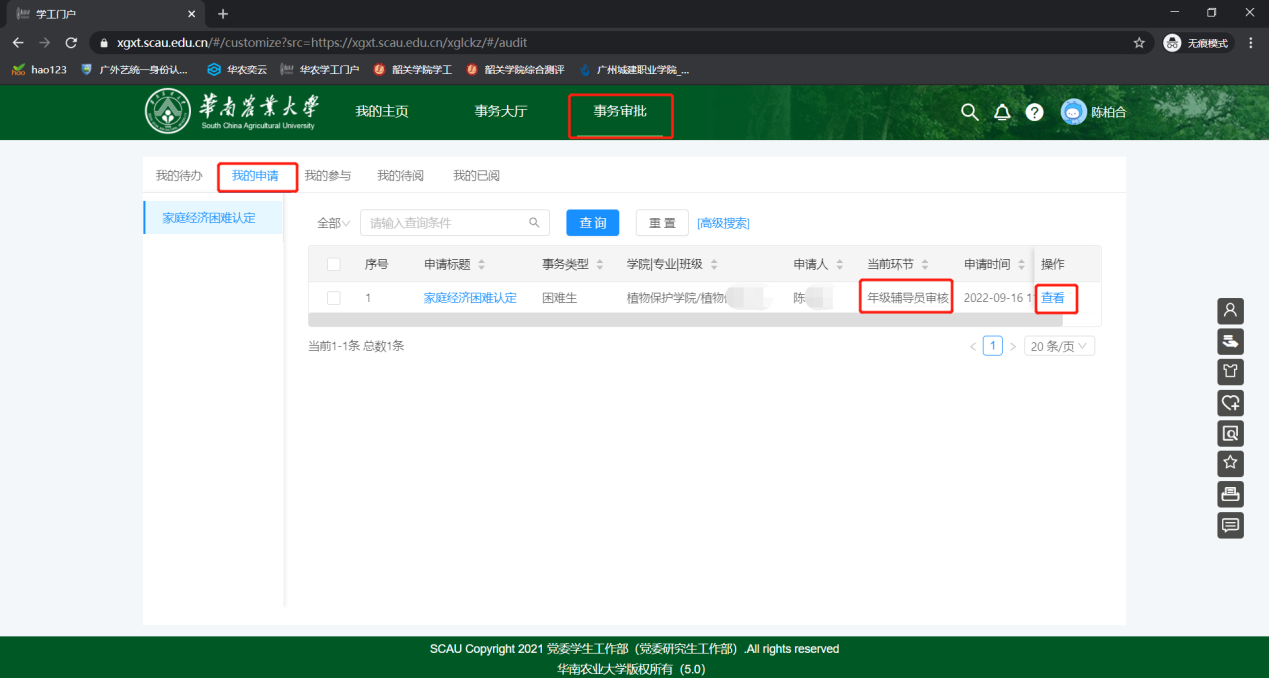 学工门户
xgxt.scau.edu.cn/#/customize?src=https://xgxt.scau.edu.cn/xglckz/#/audit
无痕模式
hao123 广外艺统一身份认... 华农奕云 华农学工门户 韶关学院学工 韶关学院综合测评 广州城建职业学院_...
華南農業大學
South China Agricultural University
我的主页 事务大厅 事务审批 陈柏合
我的待办 我的申请 我的参与 我的待阅 我的已阅
家庭经济困难认定
全部 请输入查询条件 查询 重置 [高级搜索]
序号 申请标题 事务类型 学院|专业|班级 申请人 当前环节 申请时间 操作
1 家庭经济困难认定 困难生 植物保护学院/植物 陈 年级辅导员审核 2022-09-16 1 查看
当前1-1条 总数1条 < 1 > 20 条/页
SCAU Copyright 2021 党委学生工作部（党委研究生工作部）.All rights reserved
华南农业大学版权所有（5.0）